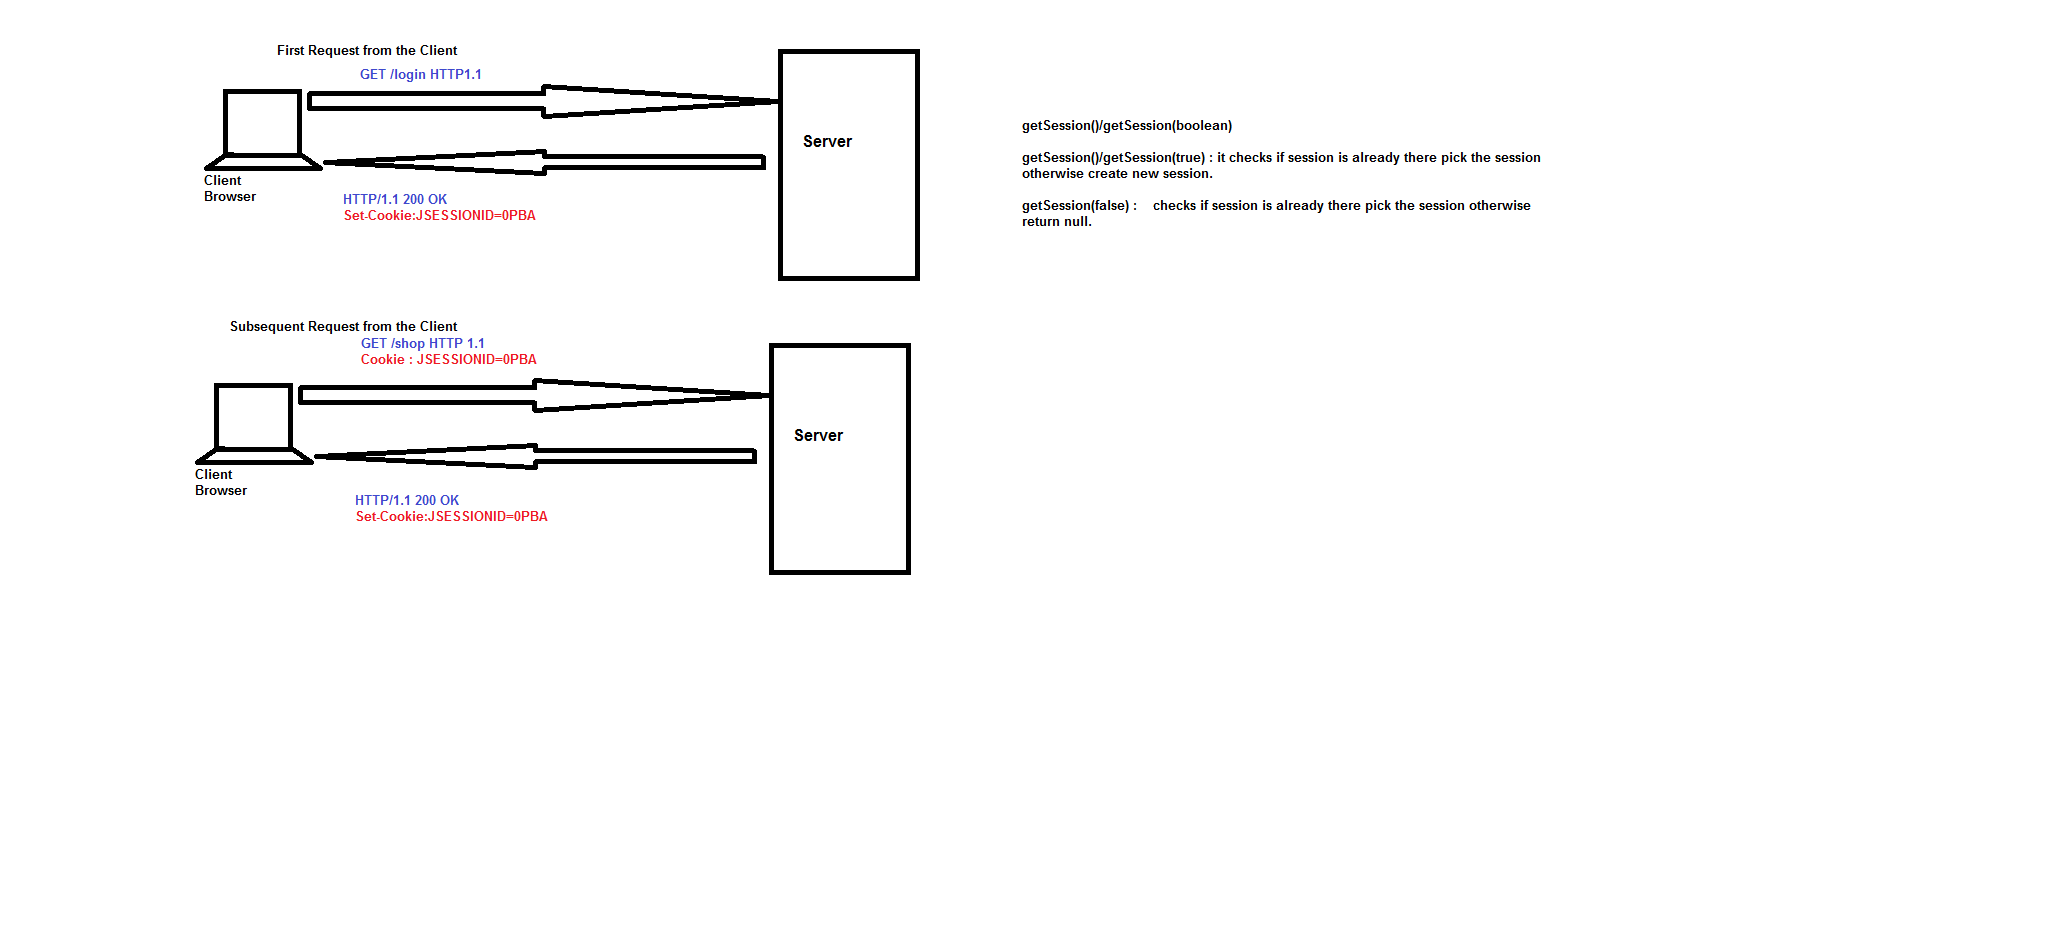 First Request from the Client
GET /login HTTP1.1
Server
Client
Browser
HTTP/1.1 200 OK
Set-Cookie:JSESSIONID=0PBA
getSession()/getSession(boolean)
getSession()/getSession(true) : it checks if session is already there pick the session
otherwise create new session.
getSession(false) : checks if session is already there pick the session otherwise
return null.
Subsequent Request from the Client
GET /shop HTTP 1.1
Cookie : JSESSIONID=0PBA
Server
Client
Browser
HTTP/1.1 200 OK
Set-Cookie:JSESSIONID=0PBA